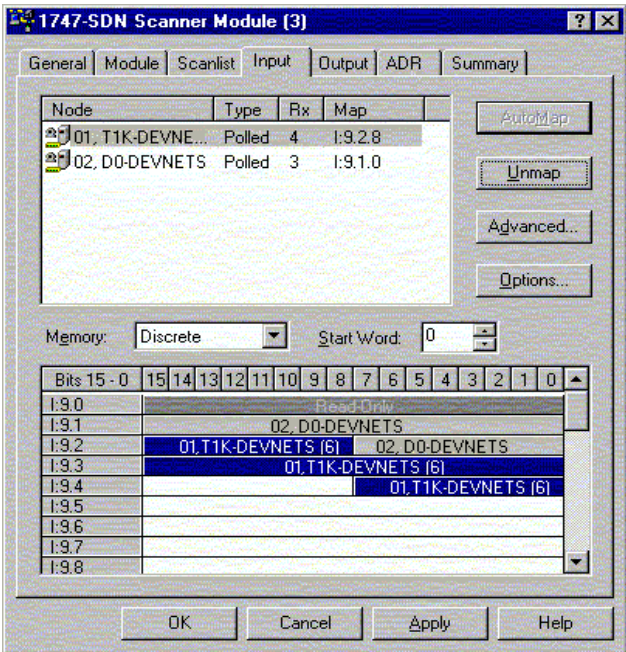 1747-SDN Scanner Module (3)
General Module Scanlist Input Output ADR Summary
Node Type Rx Map
01, T1K-DEVNE... Polled 4 I:9.2.8
02, D0-DEVNETS Polled 3 I:9.1.0
AutoMap
Unmap
Advanced...
Options...
Memory: Discrete Start Word: 0
Bits 15 - 0 15 14 13 12 11 10 9 8 7 6 5 4 3 2 1 0
I:9.0 Read-Only
I:9.1 02, D0-DEVNETS
I:9.2 01,T1K-DEVNETS (6) 02, D0-DEVNETS
I:9.3 01,T1K-DEVNETS (6)
I:9.4 01,T1K-DEVNETS (6)
I:9.5
I:9.6
I:9.7
I:9.8
OK Cancel Apply Help